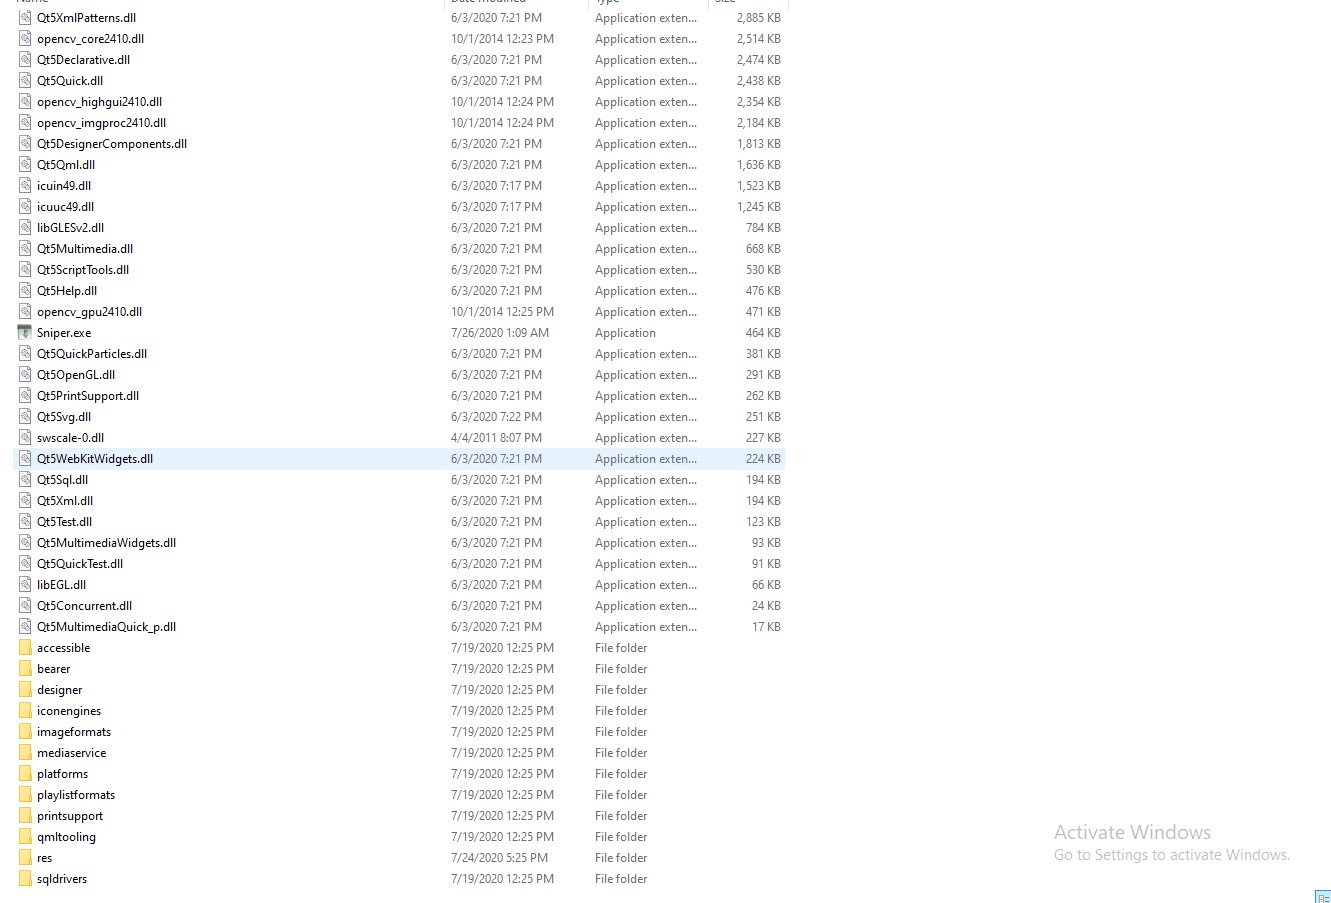 Name Date modified Type Size
Qt5XmlPatterns.dll 6/3/2020 7:21 PM Application exten... 2,885 KB
opencv_core2410.dll 10/1/2014 12:23 PM Application exten... 2,514 KB
Qt5Declarative.dll 6/3/2020 7:21 PM Application exten... 2,474 KB
Qt5Quick.dll 6/3/2020 7:21 PM Application exten... 2,438 KB
opencv_highgui2410.dll 10/1/2014 12:24 PM Application exten... 2,354 KB
opencv_imgproc2410.dll 10/1/2014 12:24 PM Application exten... 2,184 KB
Qt5DesignerComponents.dll 6/3/2020 7:21 PM Application exten... 1,813 KB
Qt5Qml.dll 6/3/2020 7:21 PM Application exten... 1,636 KB
icuin49.dll 6/3/2020 7:17 PM Application exten... 1,523 KB
icuuc49.dll 6/3/2020 7:17 PM Application exten... 1,245 KB
libGLESv2.dll 6/3/2020 7:21 PM Application exten... 784 KB
Qt5Multimedia.dll 6/3/2020 7:21 PM Application exten... 668 KB
Qt5ScriptTools.dll 6/3/2020 7:21 PM Application exten... 530 KB
Qt5Help.dll 6/3/2020 7:21 PM Application exten... 476 KB
opencv_gpu2410.dll 10/1/2014 12:25 PM Application exten... 471 KB
Sniper.exe 7/26/2020 1:09 AM Application 464 KB
Qt5QuickParticles.dll 6/3/2020 7:21 PM Application exten... 381 KB
Qt5OpenGL.dll 6/3/2020 7:21 PM Application exten... 291 KB
Qt5PrintSupport.dll 6/3/2020 7:21 PM Application exten... 262 KB
Qt5Svg.dll 6/3/2020 7:22 PM Application exten... 251 KB
swscale-0.dll 4/4/2011 8:07 PM Application exten... 227 KB
Qt5WebKitWidgets.dll 6/3/2020 7:21 PM Application exten... 224 KB
Qt5Sql.dll 6/3/2020 7:21 PM Application exten... 194 KB
Qt5Xml.dll 6/3/2020 7:21 PM Application exten... 194 KB
Qt5Test.dll 6/3/2020 7:21 PM Application exten... 123 KB
Qt5MultimediaWidgets.dll 6/3/2020 7:21 PM Application exten... 93 KB
Qt5QuickTest.dll 6/3/2020 7:21 PM Application exten... 91 KB
libEGL.dll 6/3/2020 7:21 PM Application exten... 66 KB
Qt5Concurrent.dll 6/3/2020 7:21 PM Application exten... 24 KB
Qt5MultimediaQuick_p.dll 6/3/2020 7:21 PM Application exten... 17 KB
accessible 7/19/2020 12:25 PM File folder
bearer 7/19/2020 12:25 PM File folder
designer 7/19/2020 12:25 PM File folder
iconengines 7/19/2020 12:25 PM File folder
imageformats 7/19/2020 12:25 PM File folder
mediaservice 7/19/2020 12:25 PM File folder
platforms 7/19/2020 12:25 PM File folder
playlistformats 7/19/2020 12:25 PM File folder
printsupport 7/19/2020 12:25 PM File folder
qmltooling 7/19/2020 12:25 PM File folder
res 7/24/2020 5:25 PM File folder
sqldrivers 7/19/2020 12:25 PM File folder
Activate Windows
Go to Settings to activate Windows.